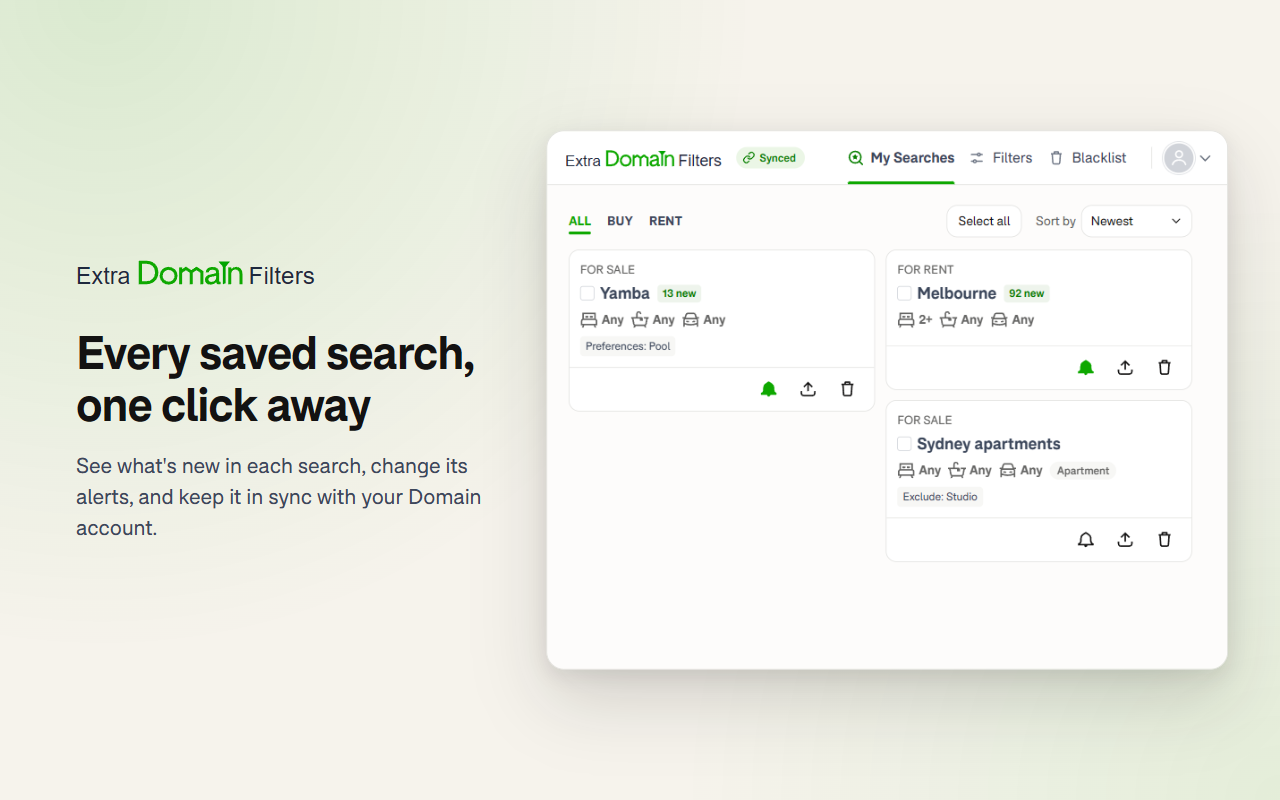 Extra Domain Filters
Every saved search,
one click away
See what's new in each search, change its
alerts, and keep it in sync with your Domain
account.
Extra Domain Filters
Synced
My Searches
Filters
Blacklist
ALL
BUY
RENT
Select all
Sort by
Newest
FOR SALE
Yamba 13 new
Any Any Any
Preferences: Pool
FOR RENT
Melbourne 92 new
2+ Any Any
FOR SALE
Sydney apartments
Any Any Any Apartment
Exclude: Studio